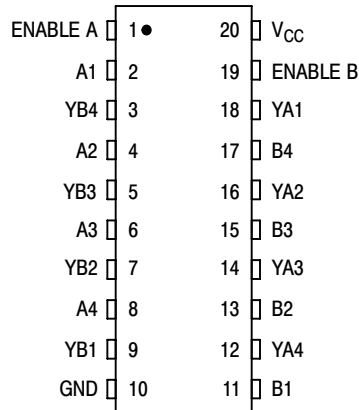 ENABLE A 1 20 VCC
A1 2 19 ENABLE B
YB4 3 18 YA1
A2 4 17 B4
YB3 5 16 YA2
A3 6 15 B3
YB2 7 14 YA3
A4 8 13 B2
YB1 9 12 YA4
GND 10 11 B1